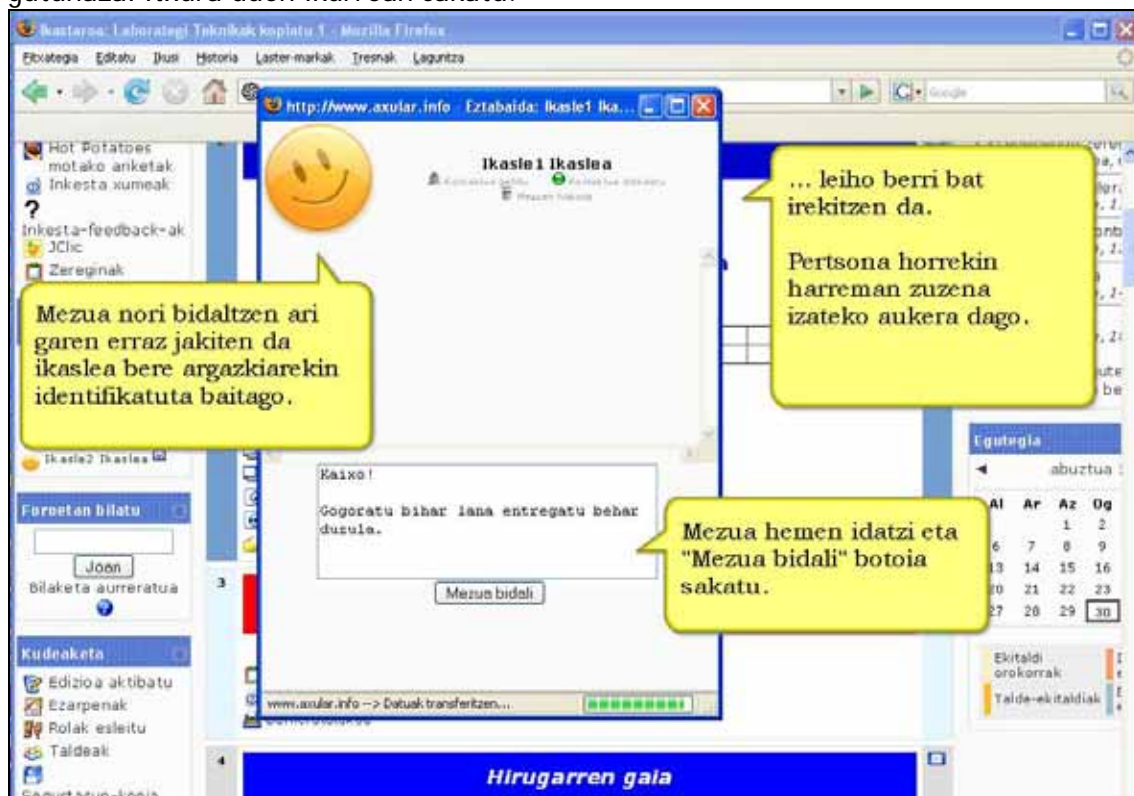 Ikastaroa: Laborategi Teknikak kopiatu 1 - Mozilla Firefox
Fitxategia Editatu Ikusi Historia Laster-markak Tresnak Laguntza
Google
http://www.axular.info Eztabaida: Ikasle1 Ika...
Ikasle1 Ikaslea
... leiho berri bat
irekitzen da.
Pertsona horrekin
harreman zuzena
izateko aukera dago.
Hot Potatoes
motako ariketak
Inkesta xumeak
?
Inkesta-feedback-ak
JClic
Zereginak
Mezua nori bidaltzen ari
garen erraz jakiten da
ikaslea bere argazkiarekin
identifikatuta baitago.
Ikasle2 Ikaslea
Foroetan bilatu
Joan
Bilaketa aurreratua
Kaixo!
Gogoratu bihar lana entregatu behar
duzula.
Mezua bidali
Mezua hemen idatzi eta
"Mezua bidali" botoia
sakatu.
Egutegia
abuztua
Al Ar Az Og
1 2
6 7 8 9
13 14 15 16
20 21 22 23
27 28 29 30
Ekitaldi
orokorrak
Talde-ekitaldiak
3
Kudeaketa
Edizioa aktibatu
Ezarpenak
Rolak esleitu
Taldeak
www.axular.info --> Datuak transferitzen...
4
Hirugarren gaia